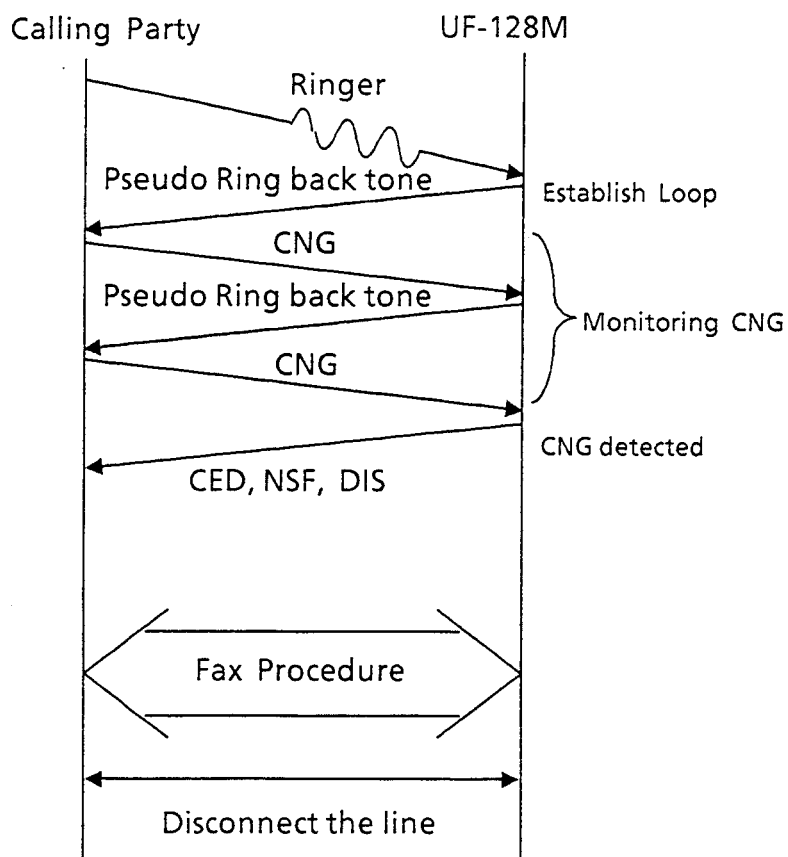 Calling Party
UF-128M
Ringer
Pseudo Ring back tone
Establish Loop
CNG
Pseudo Ring back tone
Monitoring CNG
CNG
CNG detected
CED, NSF, DIS
Fax Procedure
Disconnect the line